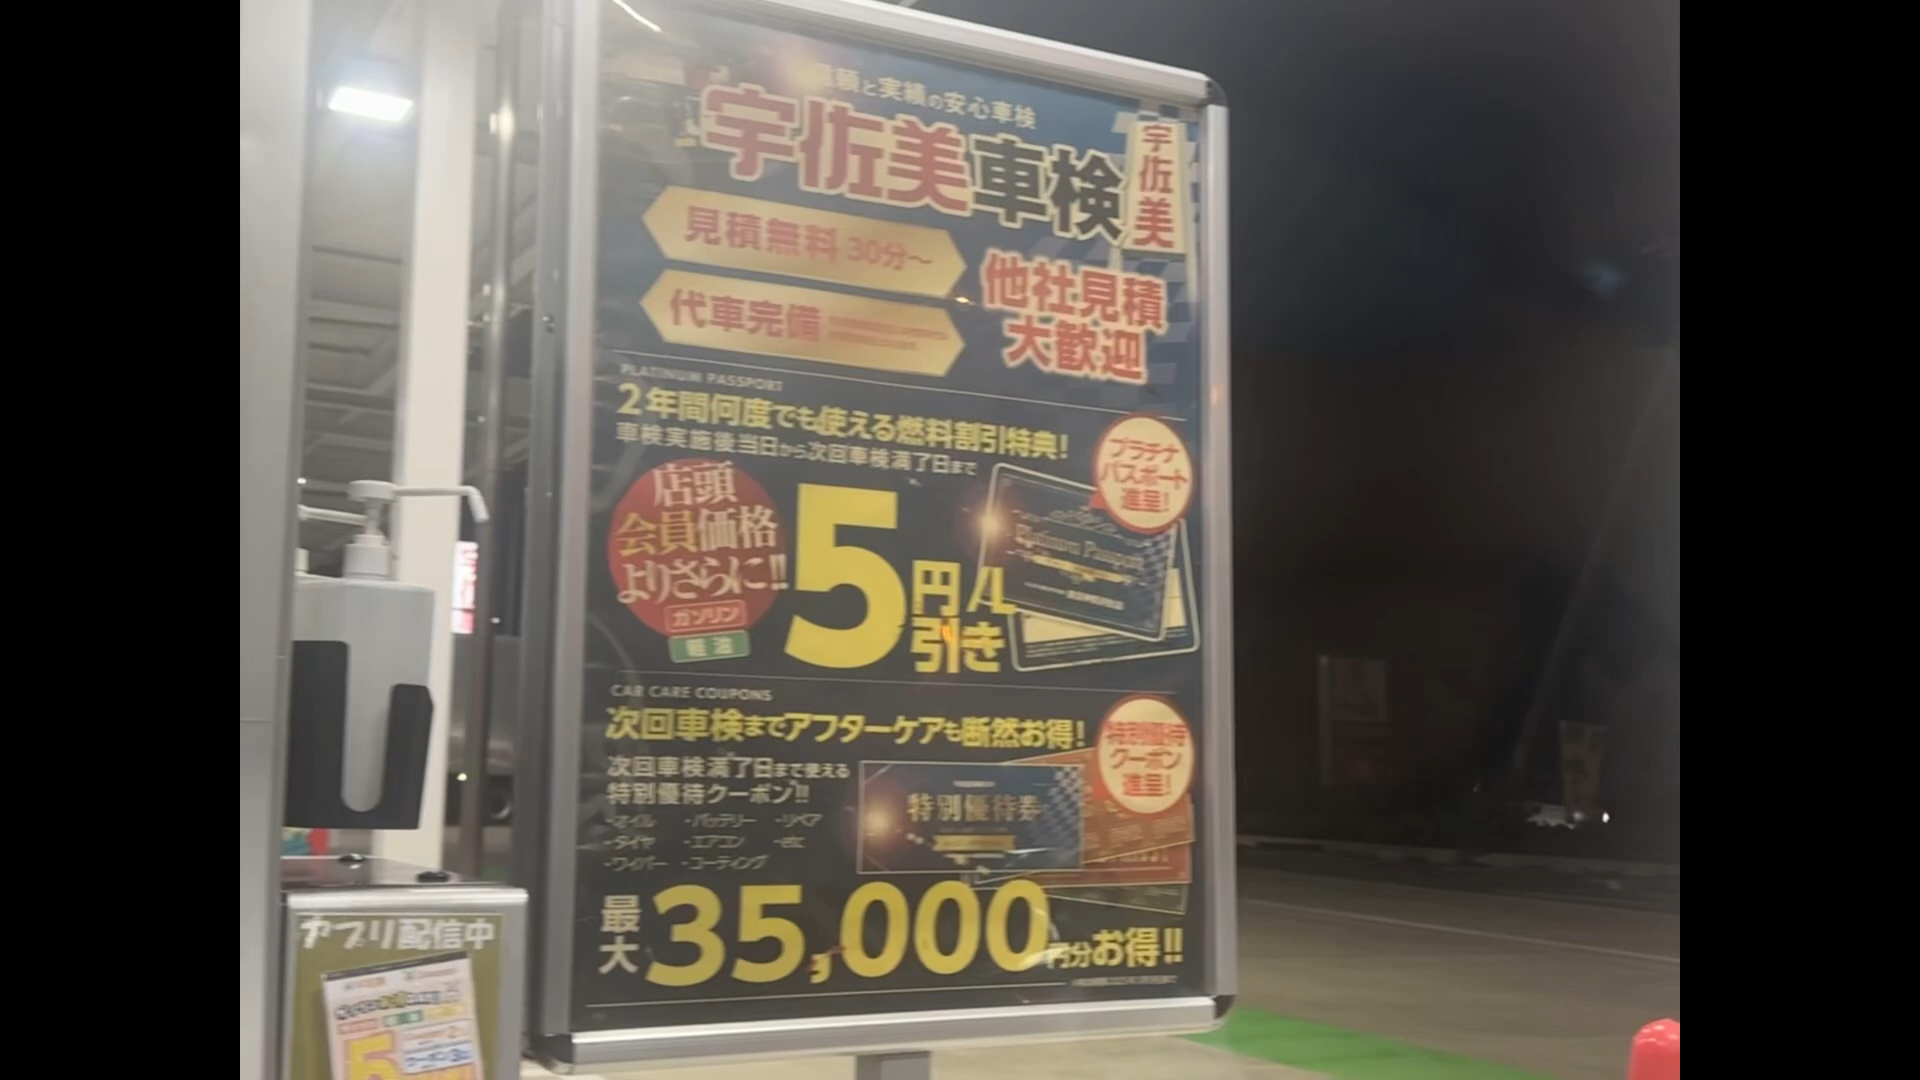 信頼と実績の安心車検
宇佐美車検
宇佐美
見積無料 30分～
代車完備
他社見積
大歓迎
PLATINUM PASSPORT
2年間何度でも使える燃料割引特典!
車検実施後当日から次回車検満了日まで
プラチナ
パスポート
進呈!
店頭
会員価格
よりさらに!!
ガソリン
軽油
5円/L
引き
Platinum Passport
CAR CARE COUPONS
次回車検までアフターケアも断然お得!
特別優待
クーポン
進呈!
次回車検満了日まで使える
特別優待クーポン!!
・オイル ・バッテリー ・リペア
・タイヤ ・エアコン ・etc
・ワイパー ・コーティング
特別優待券
最大35,000円分お得!!
アプリ配信中
5